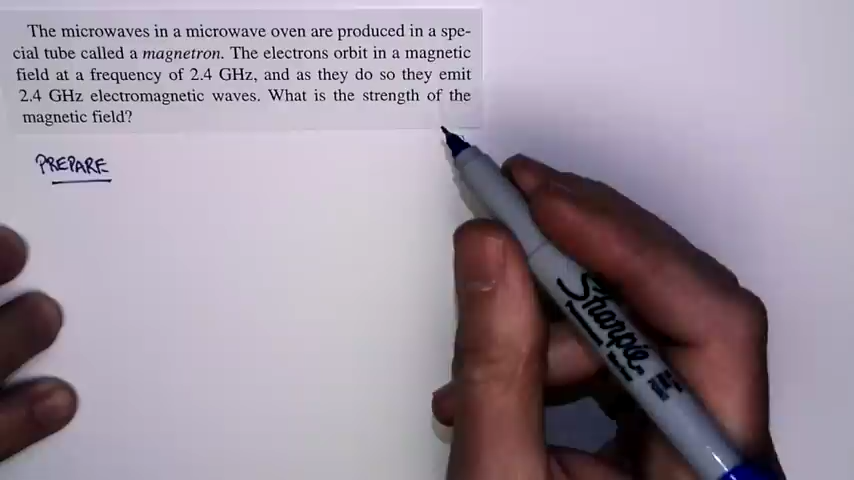 The microwaves in a microwave oven are produced in a spe-
cial tube called a magnetron. The electrons orbit in a magnetic
field at a frequency of 2.4 GHz, and as they do so they emit
2.4 GHz electromagnetic waves. What is the strength of the
magnetic field?
PREPARE
Sharpie